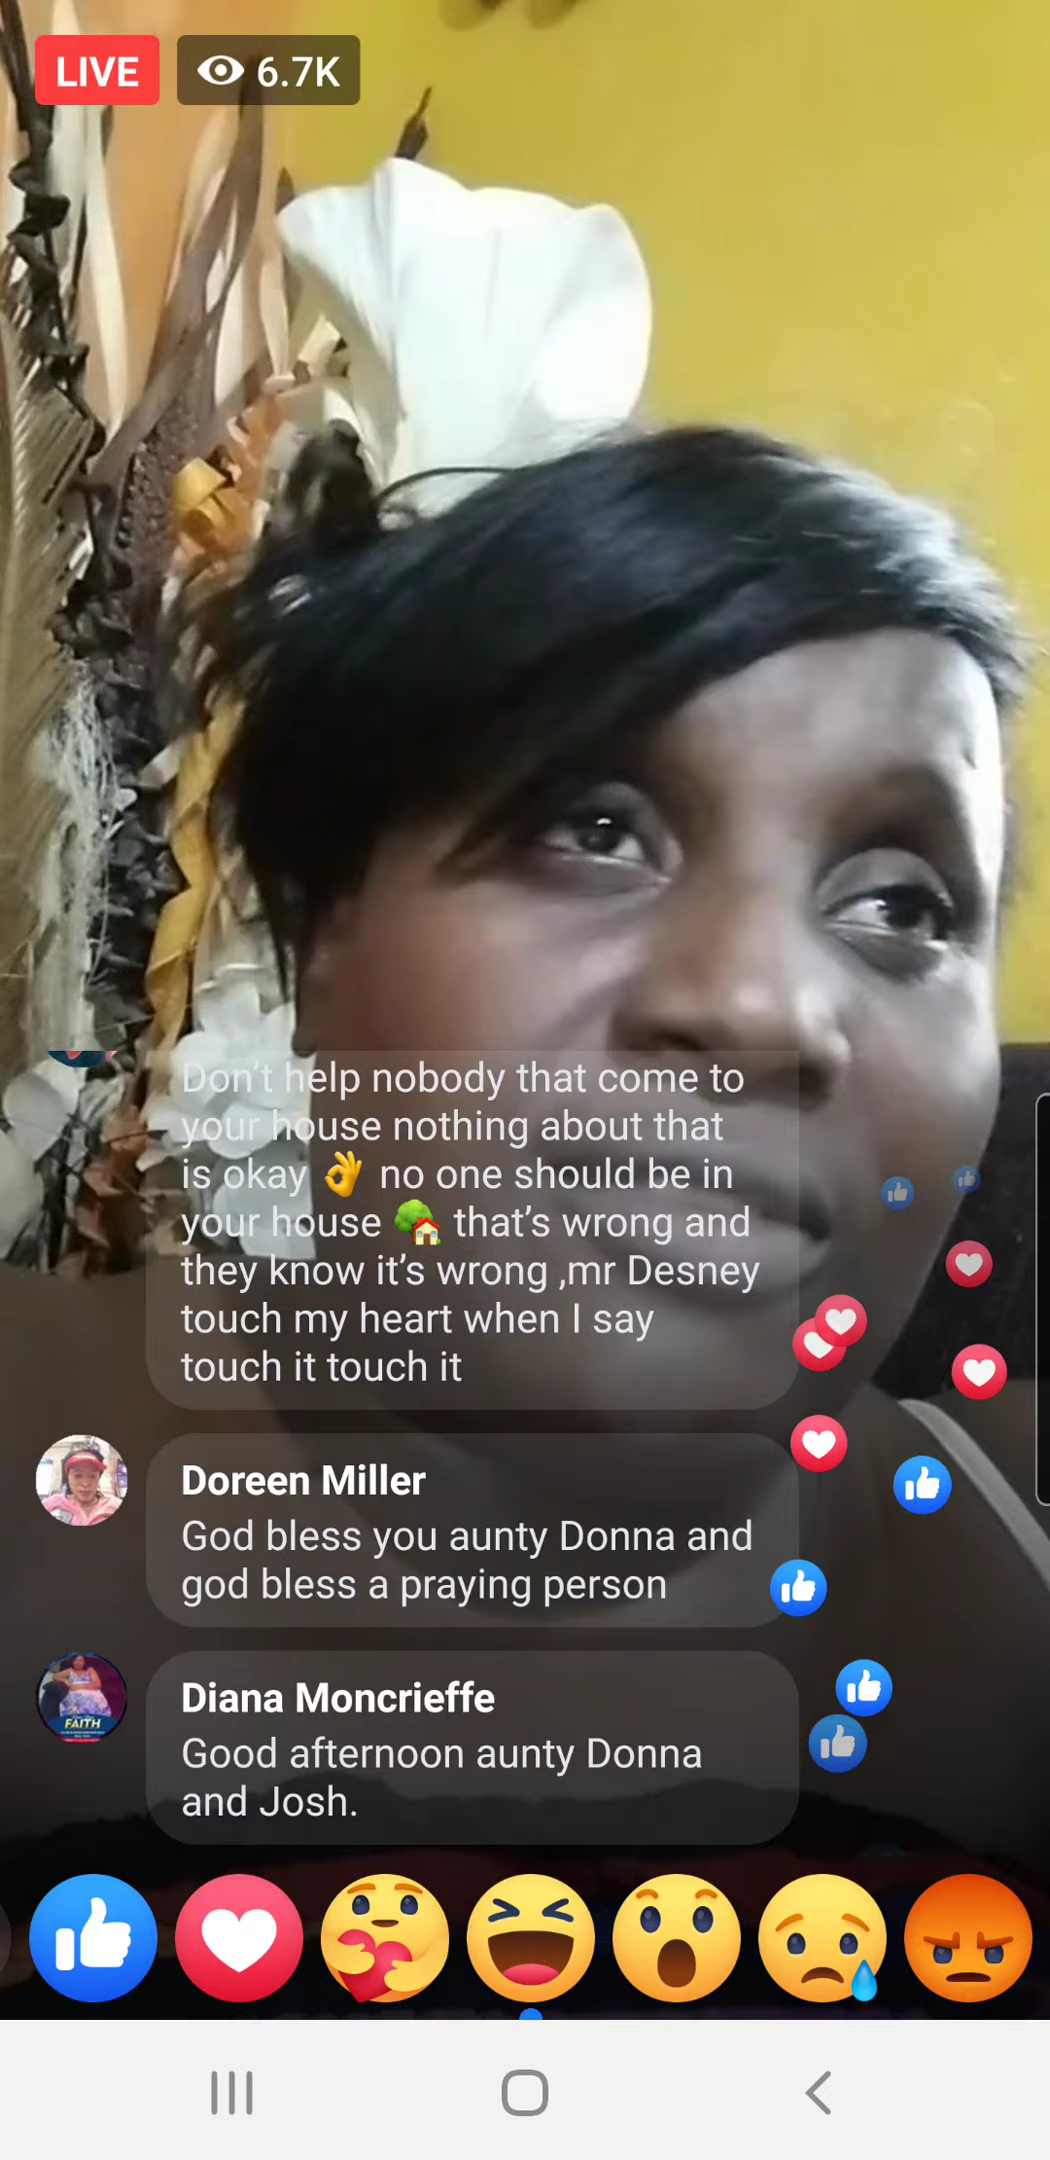 LIVE 6.7K
Don't help nobody that come to
your house nothing about that
is okay 👌 no one should be in
your house 🏡 that's wrong and
they know it's wrong ,mr Desney
touch my heart when I say
touch it touch it
Doreen Miller
God bless you aunty Donna and
god bless a praying person
Diana Moncrieffe
FAITH
Good afternoon aunty Donna
and Josh.